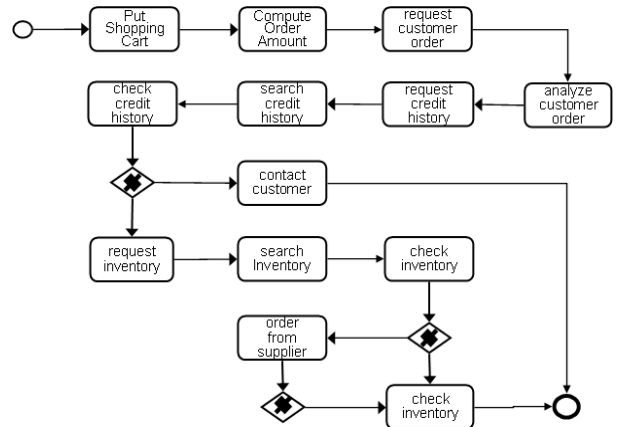 Put
Shopping
Cart
Compute
Order
Amount
request
customer
order
check
credit
history
search
credit history
request
credit
history
analyze
customer
order
contact
customer
request
inventory
search
Inventory
check
inventory
order
from
supplier
check
inventory